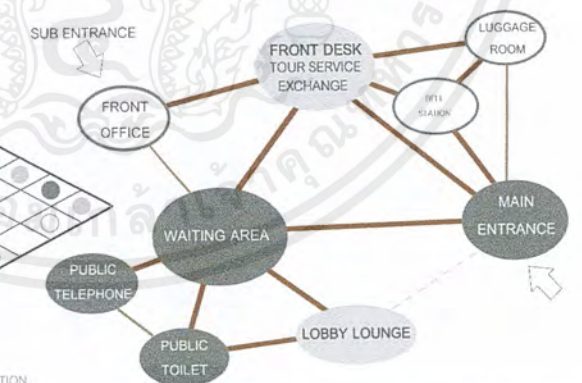 SUB ENTRANCE
FRONT DESK
TOUR SERVICE
EXCHANGE
LUGGAGE
ROOM
FRONT
OFFICE
BELL
STATION
MAIN
ENTRANCE
WAITING AREA
PUBLIC
TELEPHONE
PUBLIC
TOILET
LOBBY LOUNGE